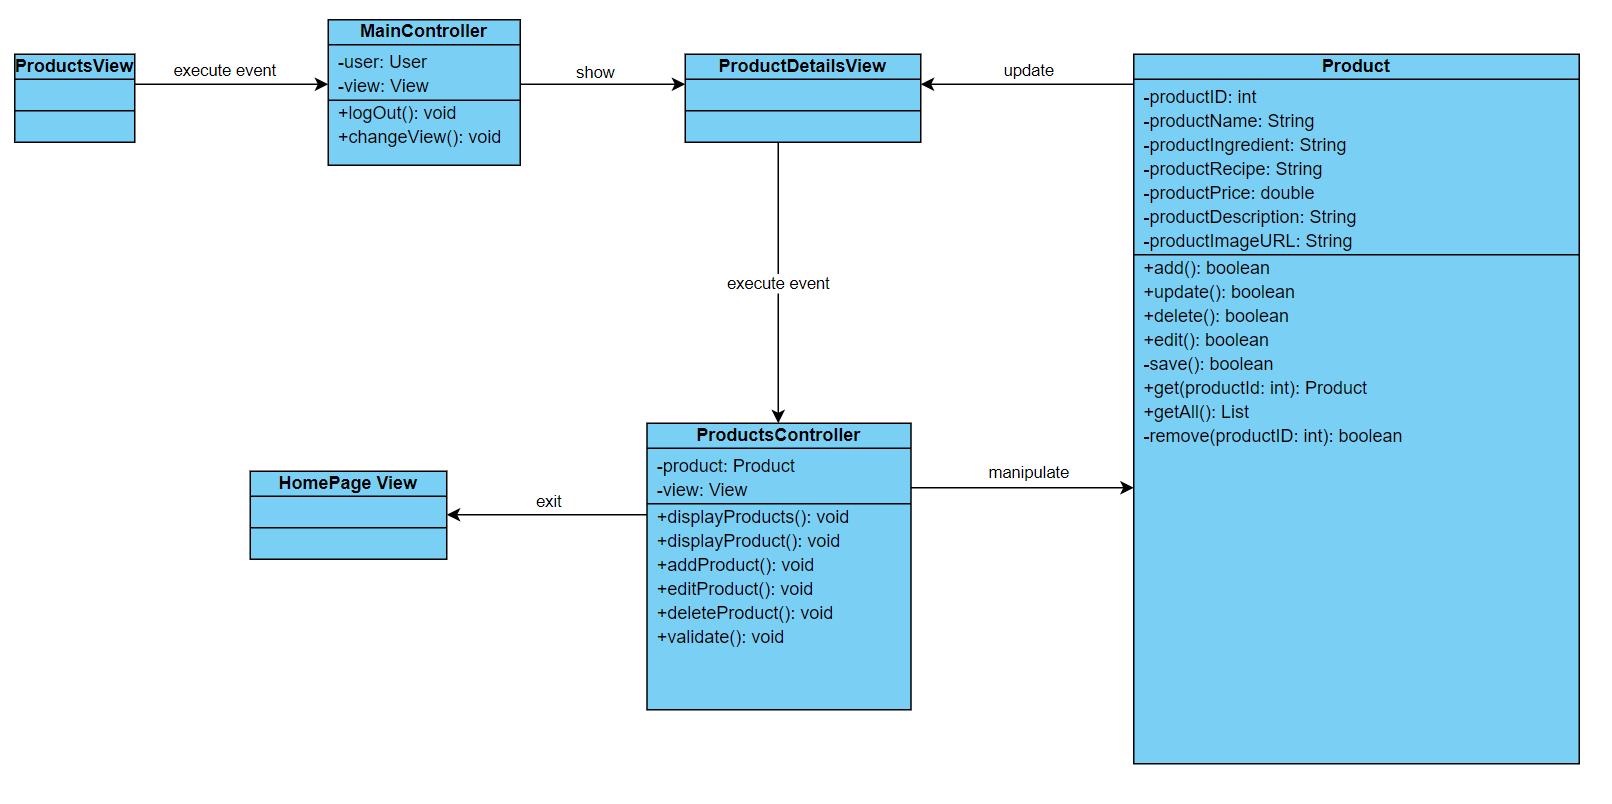 ProductsView
execute event
MainController
-user: User
-view: View
+logOut(): void
+changeView(): void
show
ProductDetailsView
update
Product
-productID: int
-productName: String
-productIngredient: String
-productRecipe: String
-productPrice: double
-productDescription: String
-productImageURL: String
+add(): boolean
+update(): boolean
+delete(): boolean
+edit(): boolean
-save(): boolean
+get(productId: int): Product
+getAll(): List
-remove(productID: int): boolean
execute event
ProductsController
-product: Product
-view: View
+displayProducts(): void
+displayProduct(): void
+addProduct(): void
+editProduct(): void
+deleteProduct(): void
+validate(): void
manipulate
exit
HomePage View